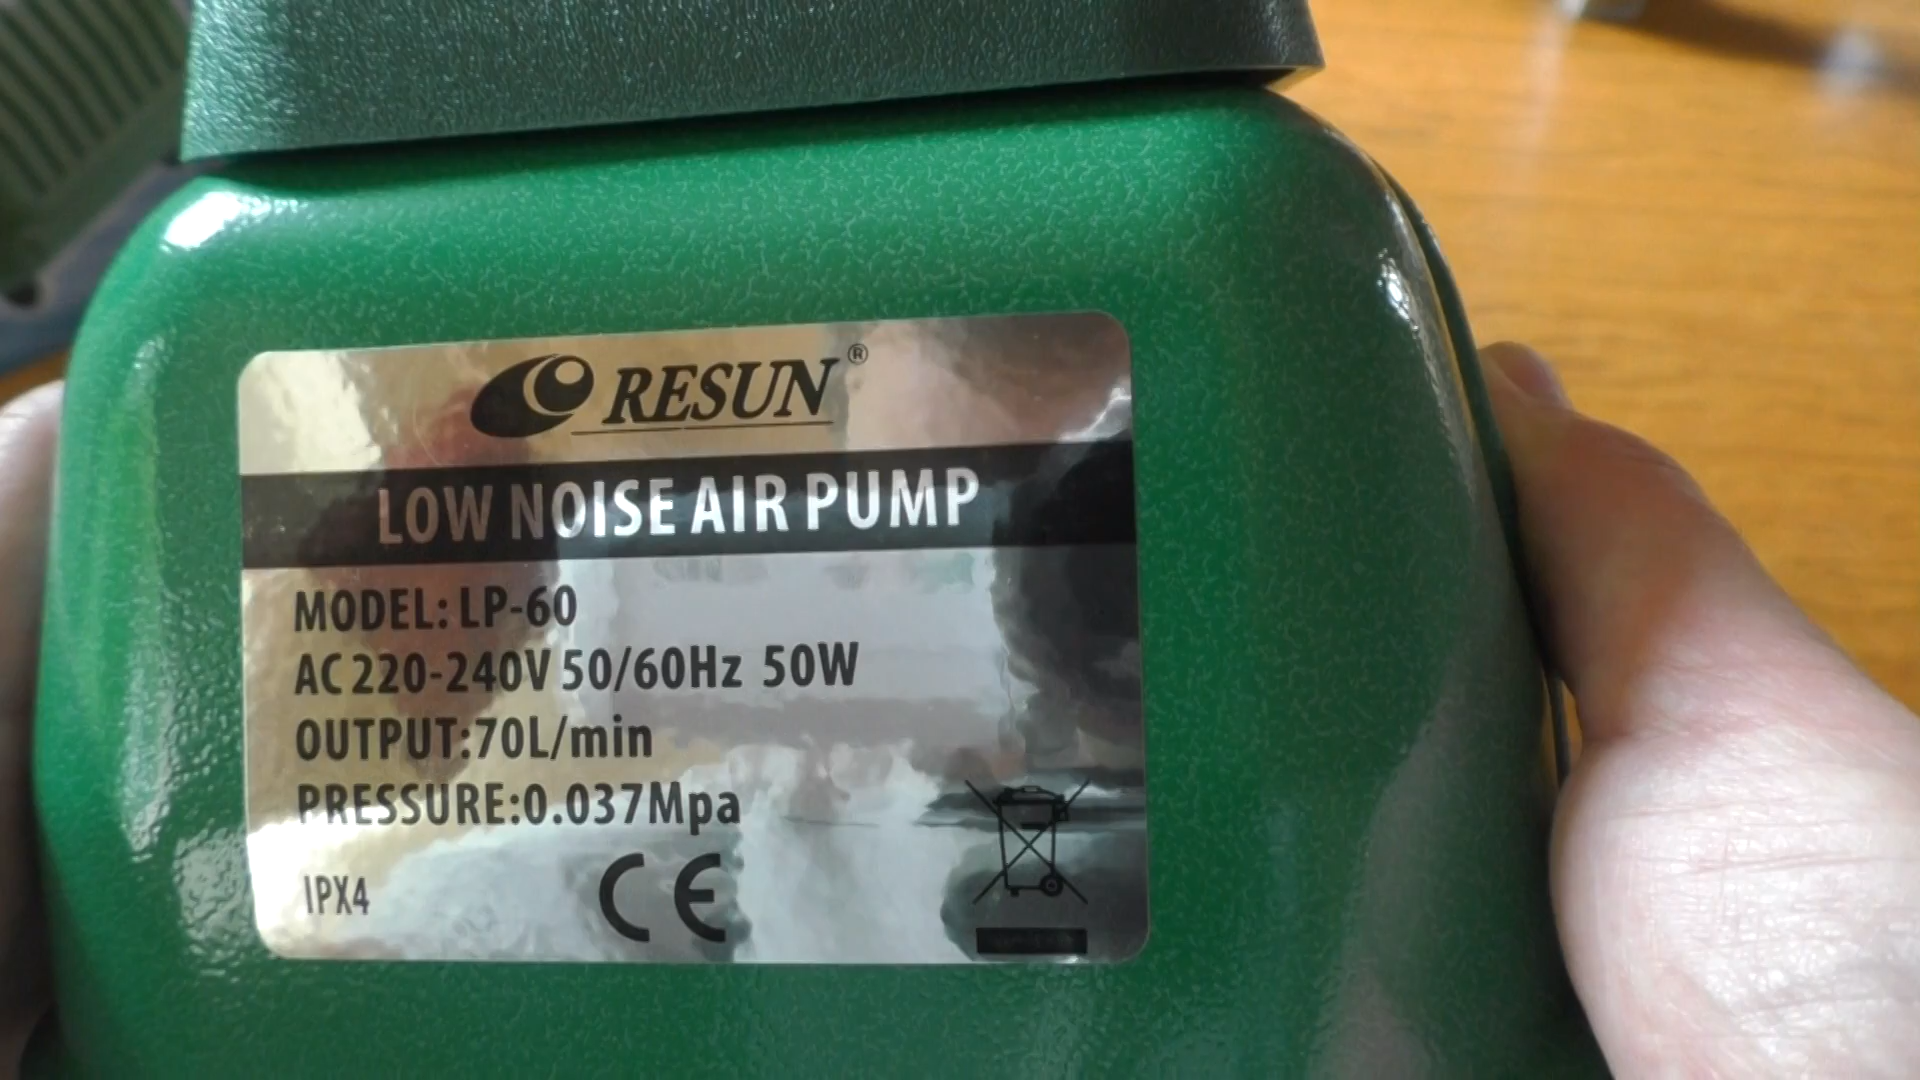 RESUN®
LOW NOISE AIR PUMP
MODEL: LP-60
AC 220-240V 50/60Hz 50W
OUTPUT:70L/min
PRESSURE:0.037Mpa
IPX4
CE